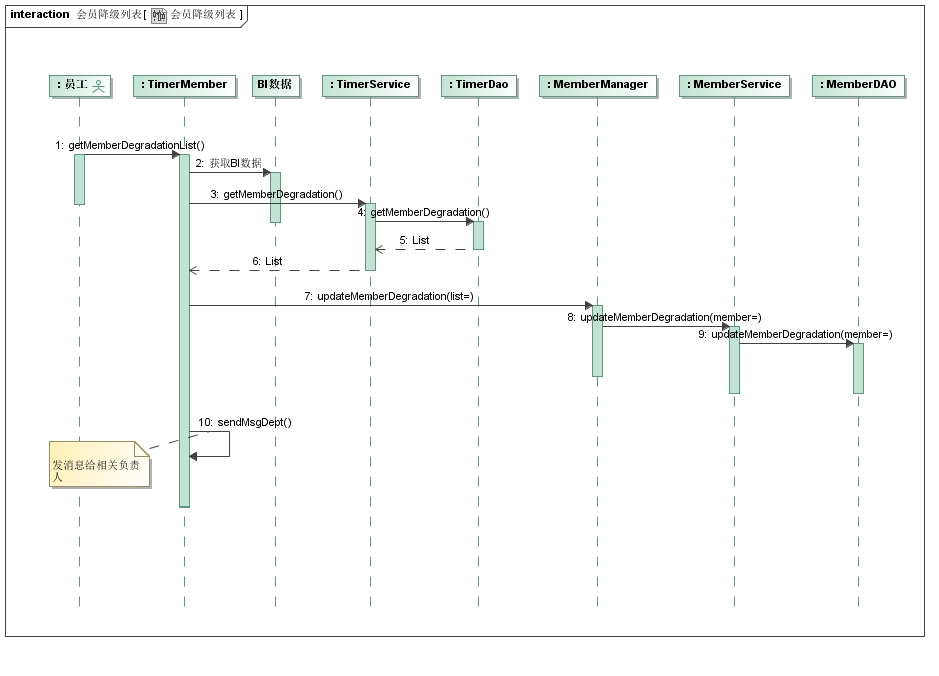 interaction 会员降级列表[ 会员降级列表 ]
: 员工
: TimerMember
BI数据
: TimerService
: TimerDao
: MemberManager
: MemberService
: MemberDAO
1: getMemberDegradationList()
2: 获取BI数据
3: getMemberDegradation()
4: getMemberDegradation()
5: List
6: List
7: updateMemberDegradation(list=)
8: updateMemberDegradation(member=)
9: updateMemberDegradation(member=)
10: sendMsgDept()
发消息给相关负责
人